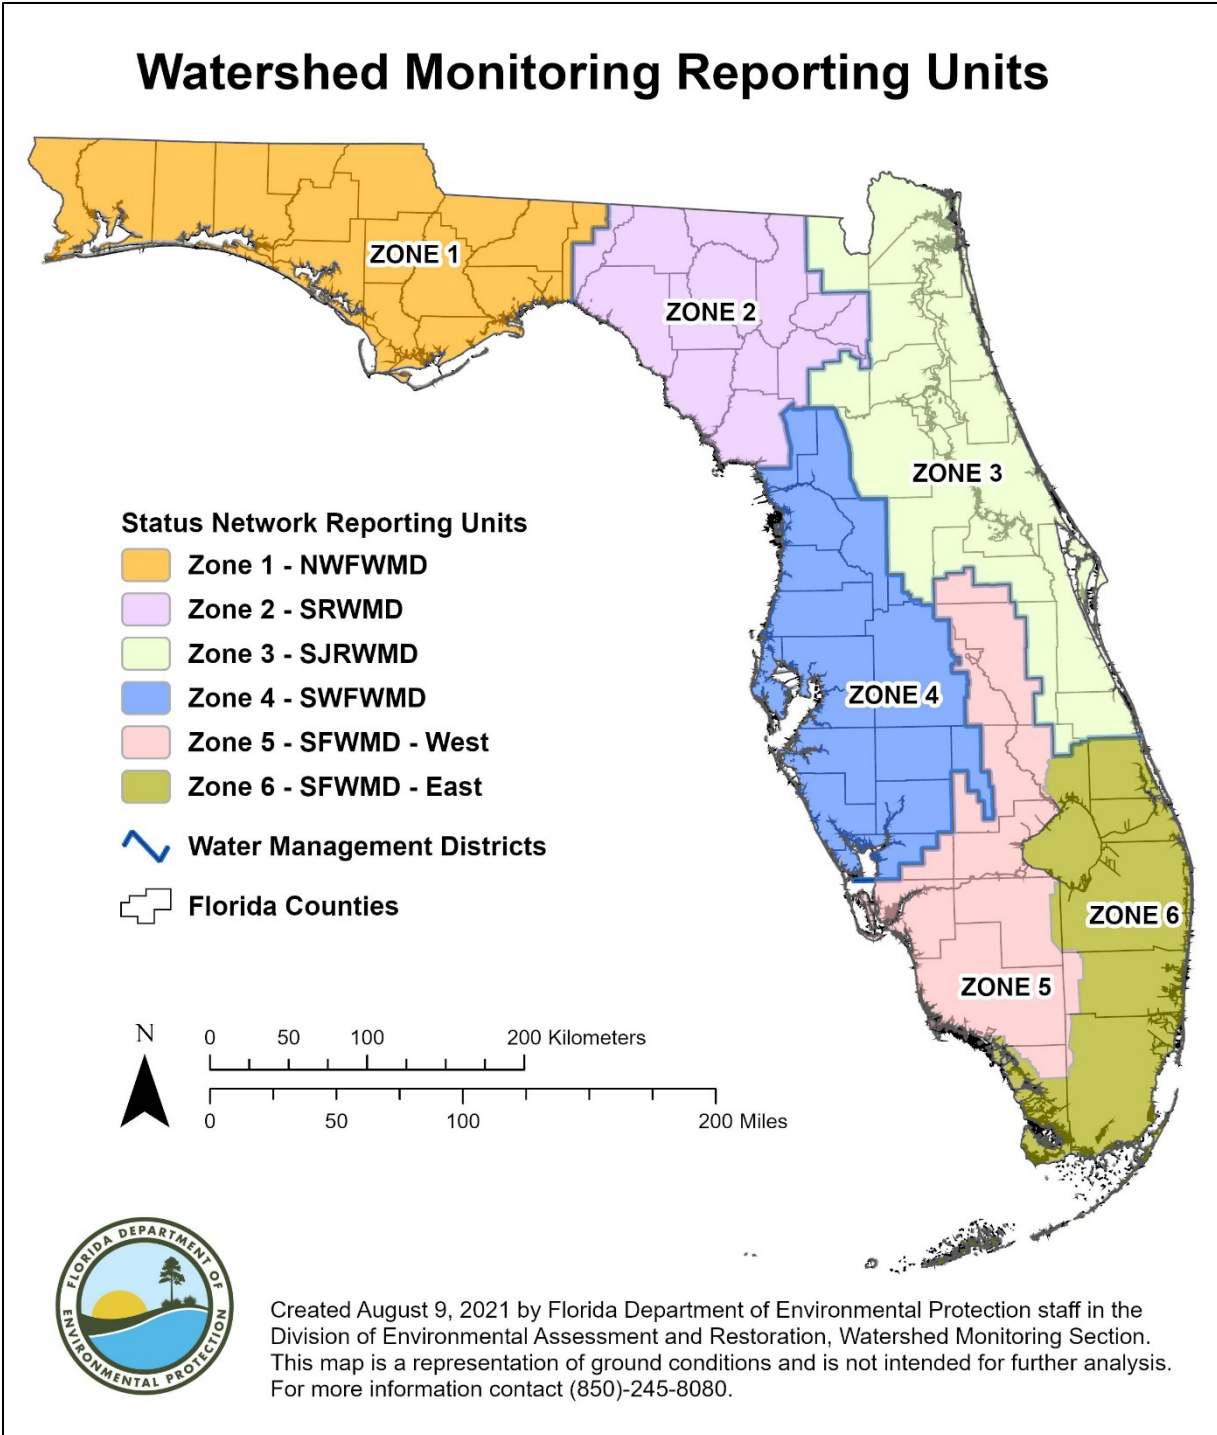 Watershed Monitoring Reporting Units
ZONE 1
ZONE 2
ZONE 3
ZONE 4
ZONE 5
ZONE 6
Status Network Reporting Units
Zone 1 - NWFWMD
Zone 2 - SRWMD
Zone 3 - SJRWMD
Zone 4 - SWFWMD
Zone 5 - SFWMD - West
Zone 6 - SFWMD - East
Water Management Districts
Florida Counties
N
0 50 100 200 Kilometers
0 50 100 200 Miles
FLORIDA DEPARTMENT OF
ENVIRONMENTAL PROTECTION
Created August 9, 2021 by Florida Department of Environmental Protection staff in the
Division of Environmental Assessment and Restoration, Watershed Monitoring Section.
This map is a representation of ground conditions and is not intended for further analysis.
For more information contact (850)-245-8080.